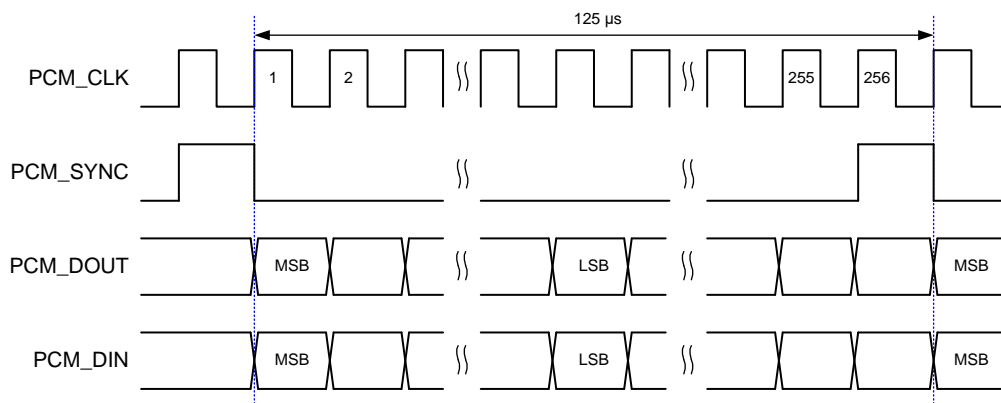 125 µs
PCM_CLK 1 2 255 256
PCM_SYNC
PCM_DOUT MSB LSB MSB
PCM_DIN MSB LSB MSB